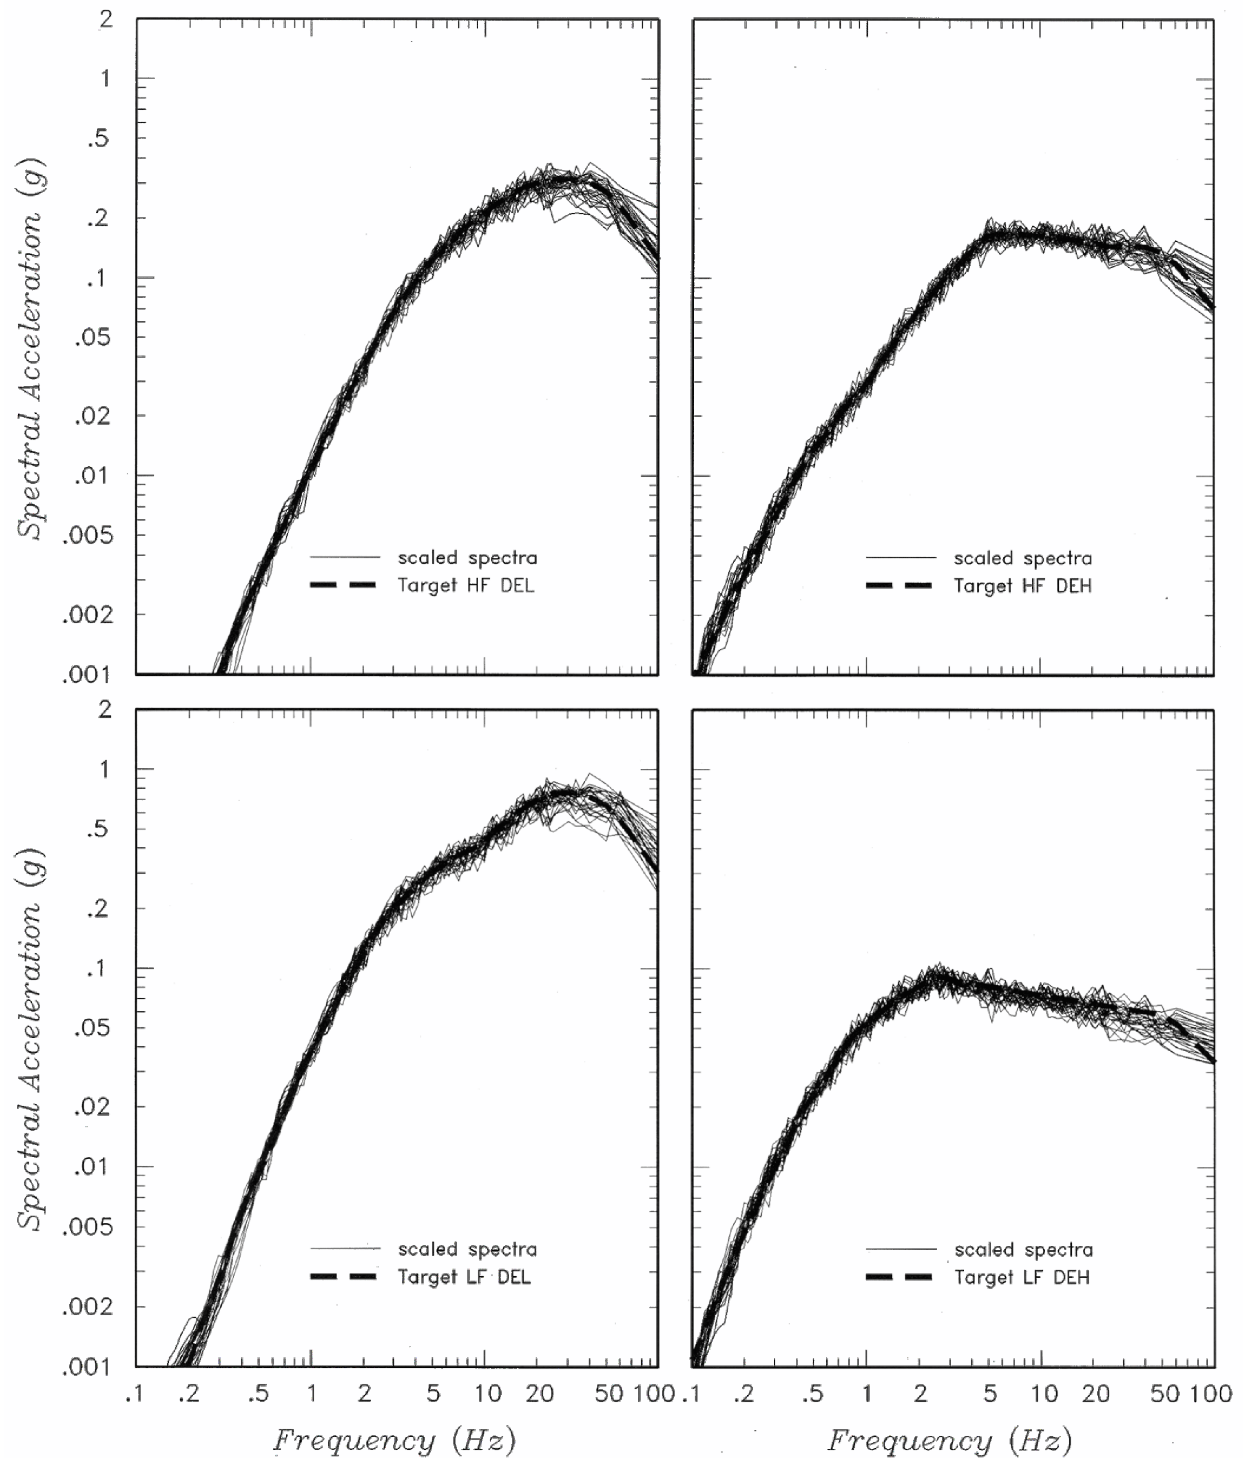 2
1
.5
.2
.1
.05
.02
.01
.005
.002
.001
Spectral Acceleration (g)
scaled spectra
Target HF DEL
scaled spectra
Target HF DEH
2
1
.5
.2
.1
.05
.02
.01
.005
.002
.001
Spectral Acceleration (g)
scaled spectra
Target LF DEL
scaled spectra
Target LF DEH
.1 .2 .5 1 2 5 10 20 50 100 .1 .2 .5 1 2 5 10 20 50 100
Frequency (Hz) Frequency (Hz)